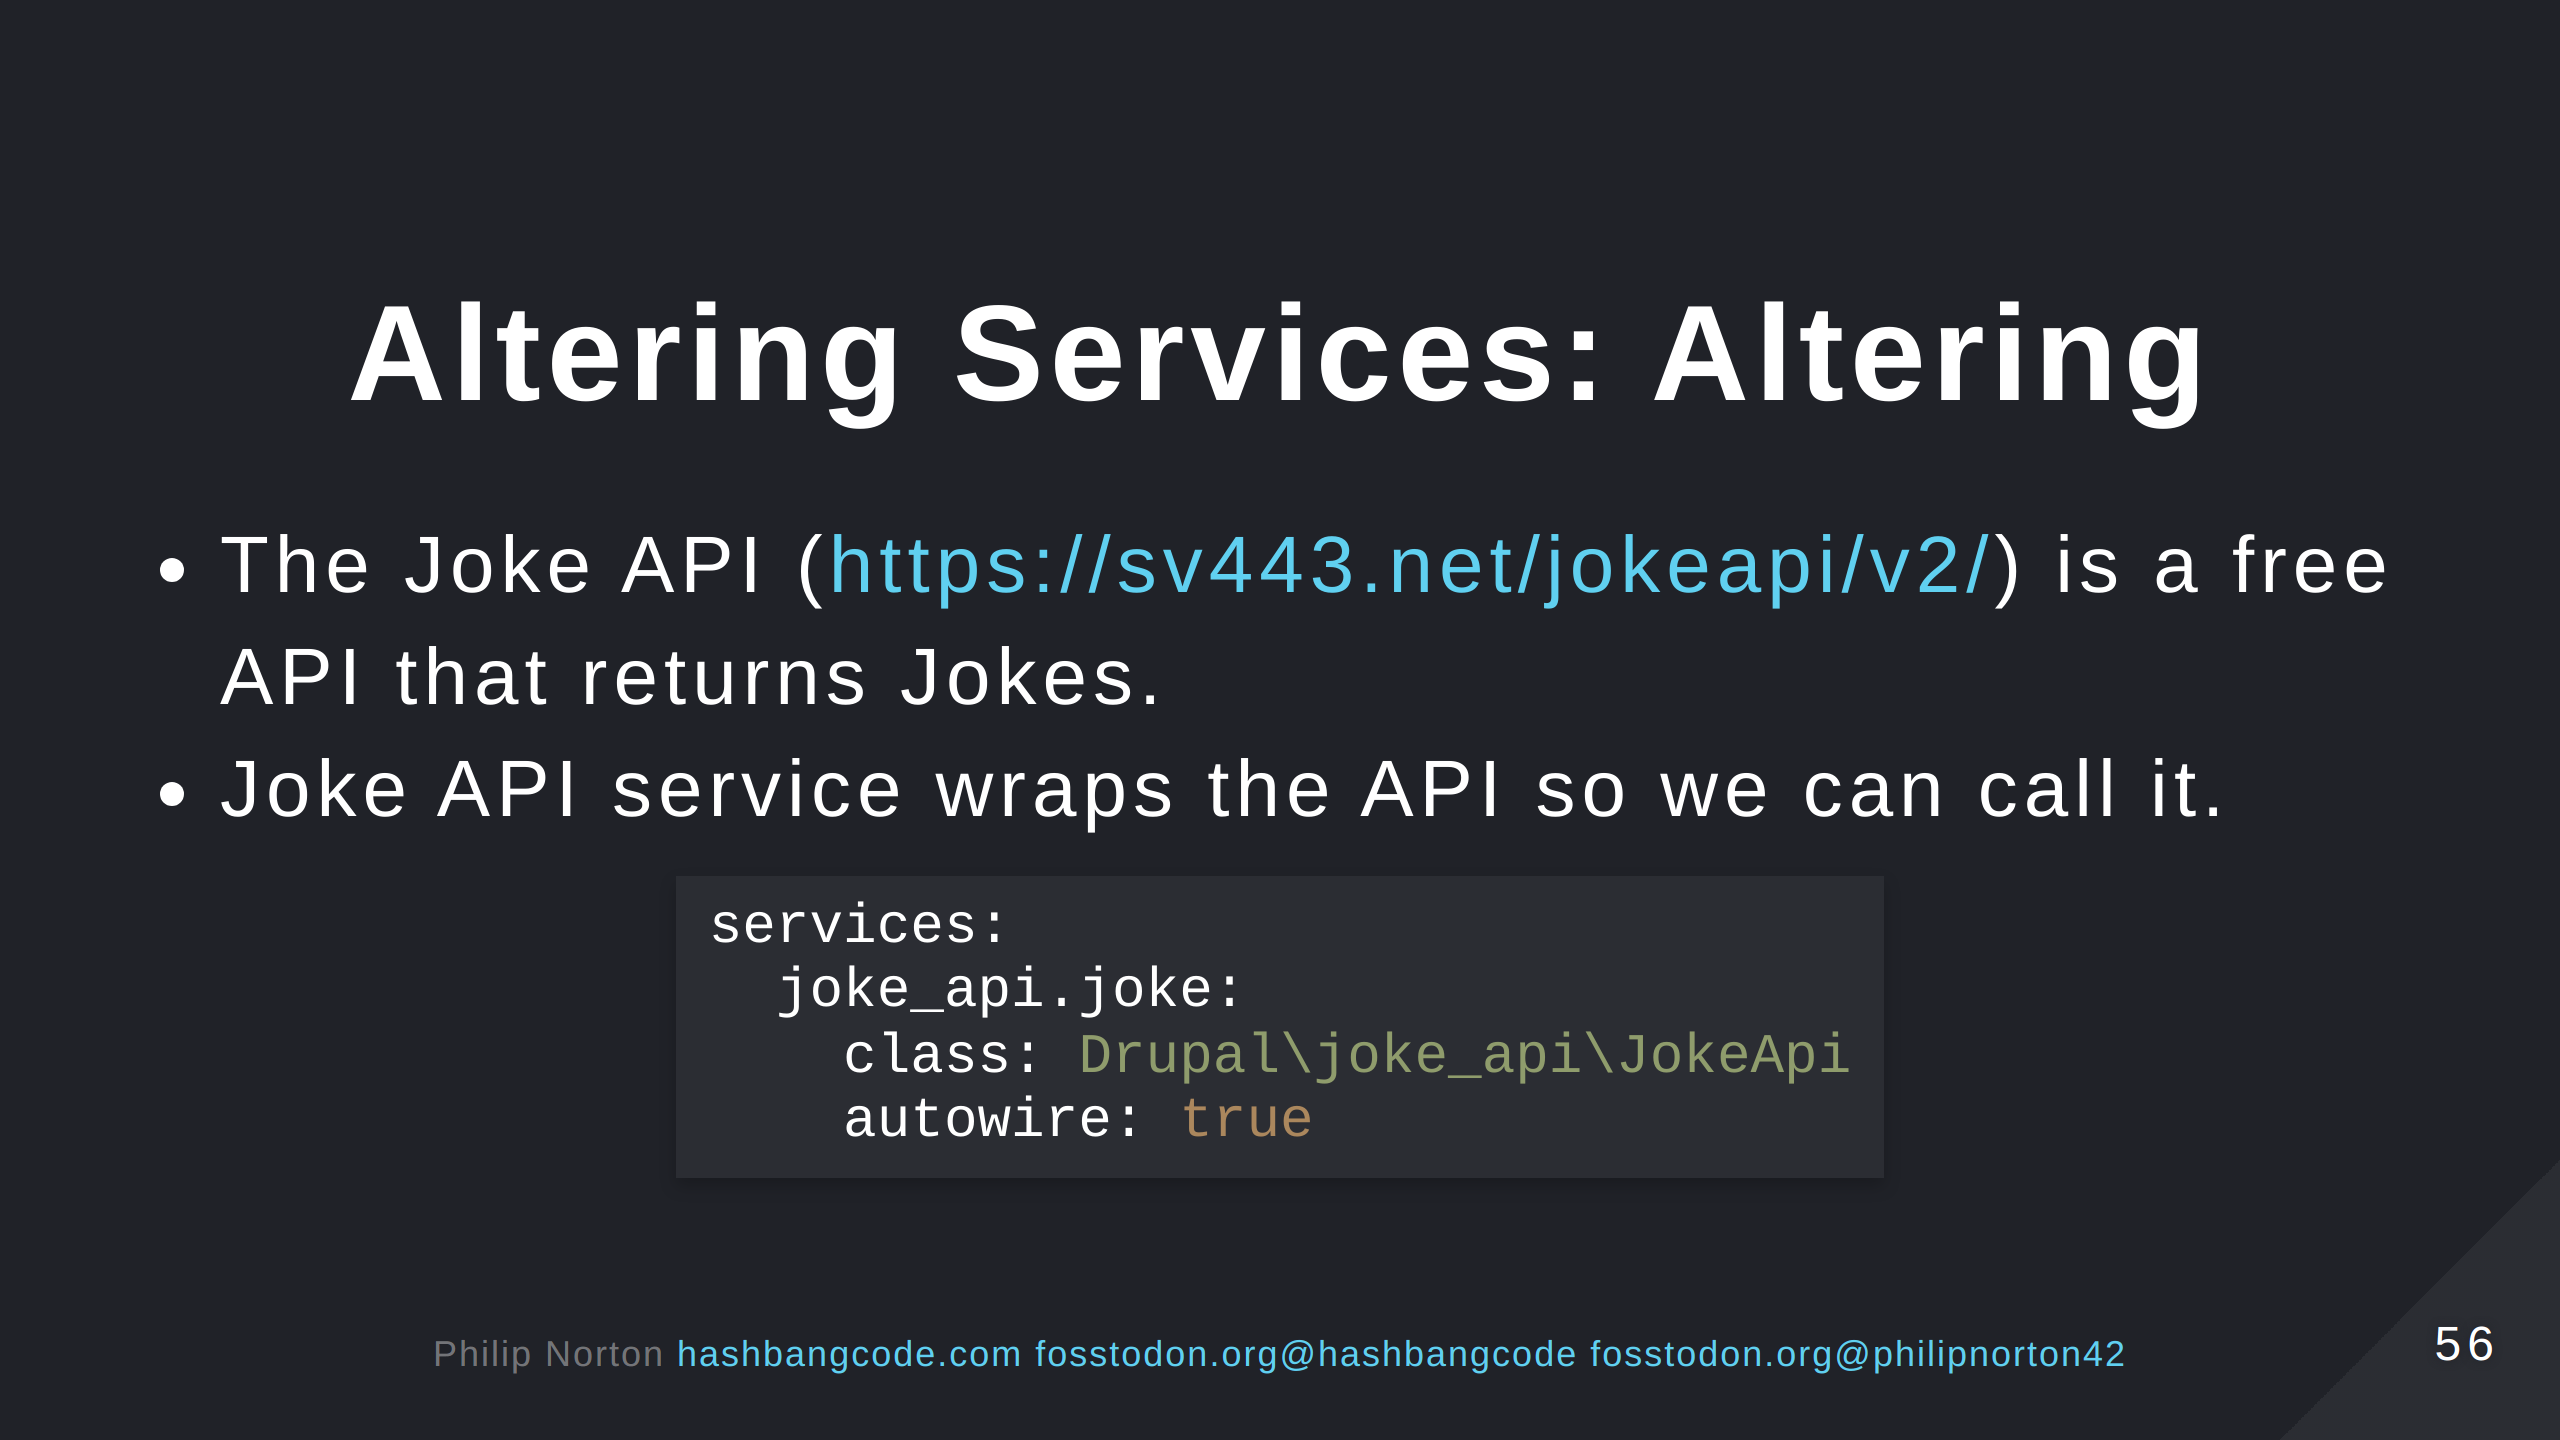 Altering Services: Altering
• The Joke API (https://sv443.net/jokeapi/v2/) is a free
API that returns Jokes.
• Joke API service wraps the API so we can call it.
services:
  joke_api.joke:
    class: Drupal\joke_api\JokeApi
    autowire: true
Philip Norton hashbangcode.com fosstodon.org@hashbangcode fosstodon.org@philipnorton42
56